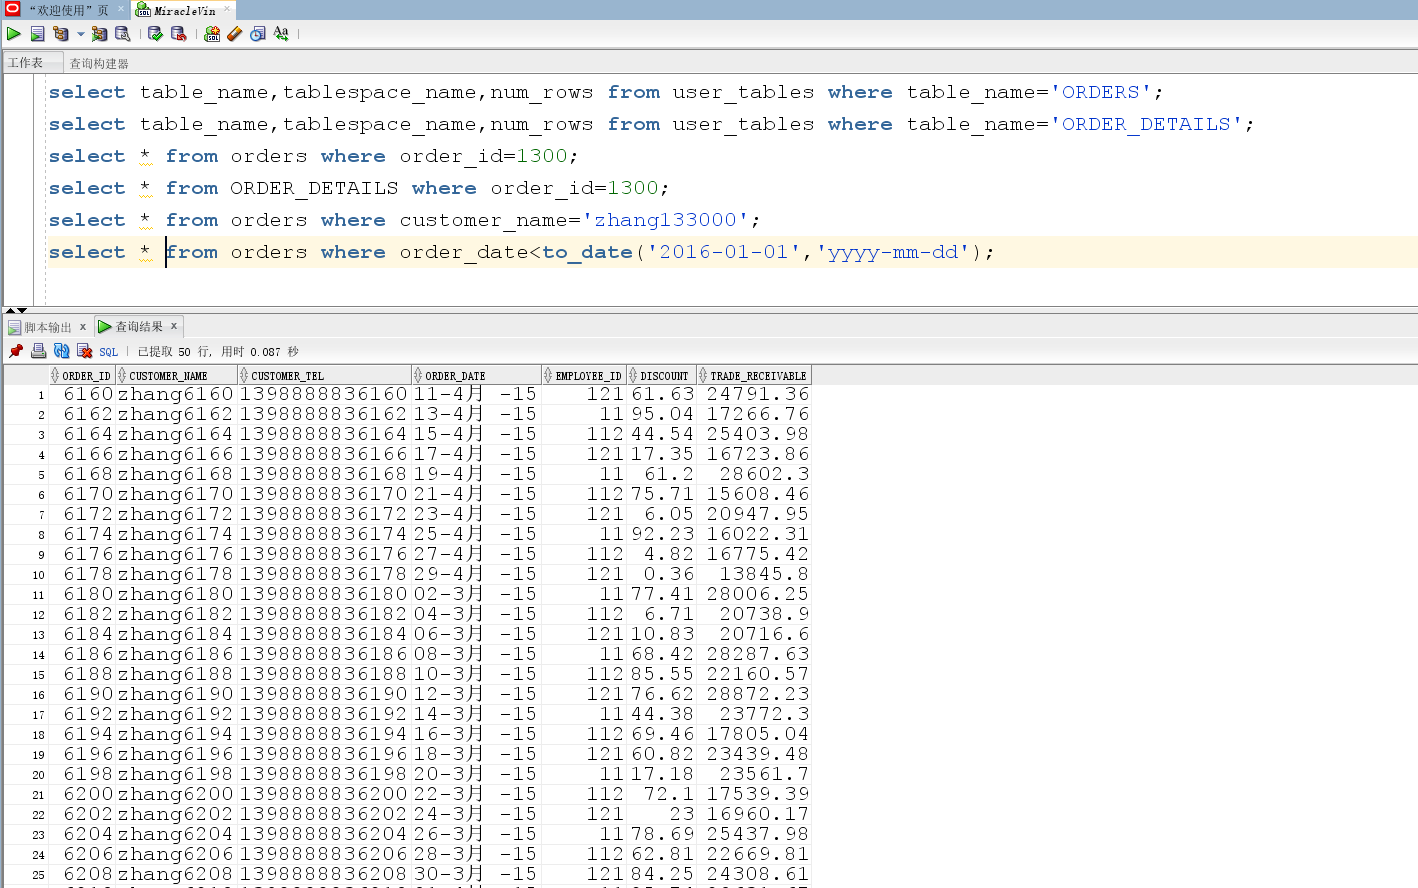 “欢迎使用”页 × MiracleVin ×
工作表 查询构建器
select table_name,tablespace_name,num_rows from user_tables where table_name='ORDERS';
select table_name,tablespace_name,num_rows from user_tables where table_name='ORDER_DETAILS';
select * from orders where order_id=1300;
select * from ORDER_DETAILS where order_id=1300;
select * from orders where customer_name='zhang133000';
select * from orders where order_date<to_date('2016-01-01','yyyy-mm-dd');
脚本输出 x 查询结果 x
SQL | 已提取 50 行, 用时 0.087 秒
ORDER_ID CUSTOMER_NAME CUSTOMER_TEL ORDER_DATE EMPLOYEE_ID DISCOUNT TRADE_RECEIVABLE
1 6160 zhang6160 1398888836160 11-4月 -15 121 61.63 24791.36
2 6162 zhang6162 1398888836162 13-4月 -15 11 95.04 17266.76
3 6164 zhang6164 1398888836164 15-4月 -15 112 44.54 25403.98
4 6166 zhang6166 1398888836166 17-4月 -15 121 17.35 16723.86
5 6168 zhang6168 1398888836168 19-4月 -15 11 61.2 28602.3
6 6170 zhang6170 1398888836170 21-4月 -15 112 75.71 15608.46
7 6172 zhang6172 1398888836172 23-4月 -15 121 6.05 20947.95
8 6174 zhang6174 1398888836174 25-4月 -15 11 92.23 16022.31
9 6176 zhang6176 1398888836176 27-4月 -15 112 4.82 16775.42
10 6178 zhang6178 1398888836178 29-4月 -15 121 0.36 13845.8
11 6180 zhang6180 1398888836180 02-3月 -15 11 77.41 28006.25
12 6182 zhang6182 1398888836182 04-3月 -15 112 6.71 20738.9
13 6184 zhang6184 1398888836184 06-3月 -15 121 10.83 20716.6
14 6186 zhang6186 1398888836186 08-3月 -15 11 68.42 28287.63
15 6188 zhang6188 1398888836188 10-3月 -15 112 85.55 22160.57
16 6190 zhang6190 1398888836190 12-3月 -15 121 76.62 28872.23
17 6192 zhang6192 1398888836192 14-3月 -15 11 44.38 23772.3
18 6194 zhang6194 1398888836194 16-3月 -15 112 69.46 17805.04
19 6196 zhang6196 1398888836196 18-3月 -15 121 60.82 23439.48
20 6198 zhang6198 1398888836198 20-3月 -15 11 17.18 23561.7
21 6200 zhang6200 1398888836200 22-3月 -15 112 72.1 17539.39
22 6202 zhang6202 1398888836202 24-3月 -15 121 23 16960.17
23 6204 zhang6204 1398888836204 26-3月 -15 11 78.69 25437.98
24 6206 zhang6206 1398888836206 28-3月 -15 112 62.81 22669.81
25 6208 zhang6208 1398888836208 30-3月 -15 121 84.25 24308.61